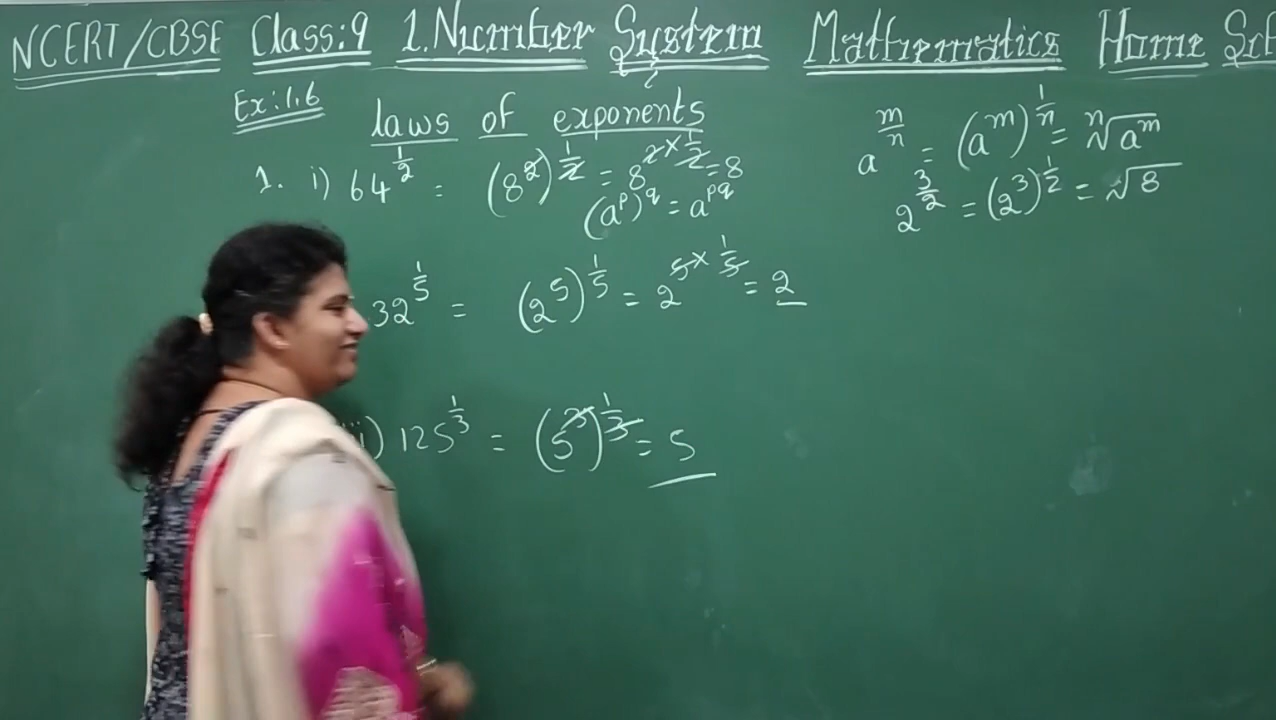 NCERT/CBSE Class:9 1.Number System Mathematics Home
Ex:1.6
laws of exponents
1. i) 64^(1/2) = (8^2)^(1/2) = 8^(2×1/2) = 8
(a^p)^q = a^(pq)
32^(1/5) = (2^5)^(1/5) = 2^(5×1/5) = 2
ii) 125^(1/3) = (5^3)^(1/3) = 5
a^(m/n) = (a^m)^(1/n) = ⁿ√(a^m)
2^(3/2) = (2^3)^(1/2) = √8